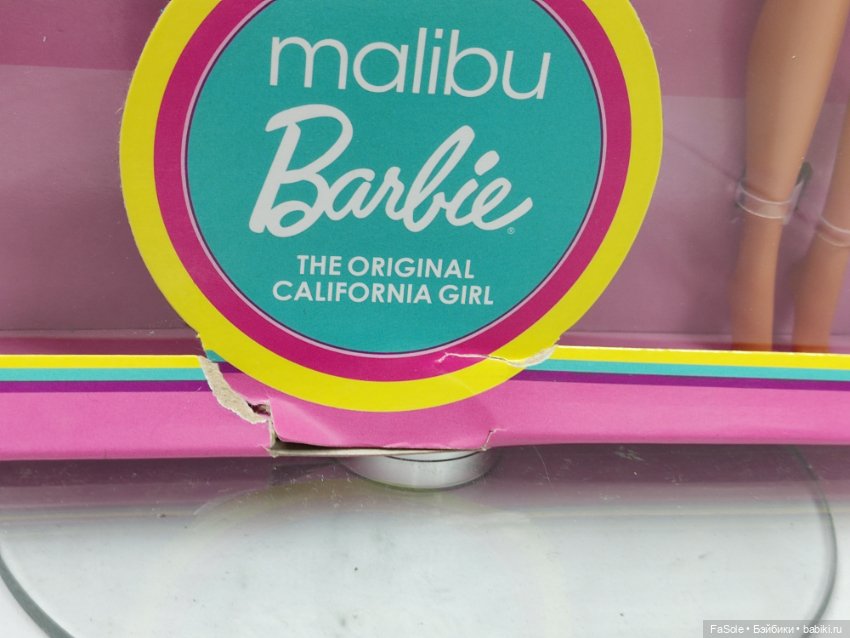 malibu
Barbie®
THE ORIGINAL
CALIFORNIA GIRL
FaSole • Бэйбики • babiki.ru